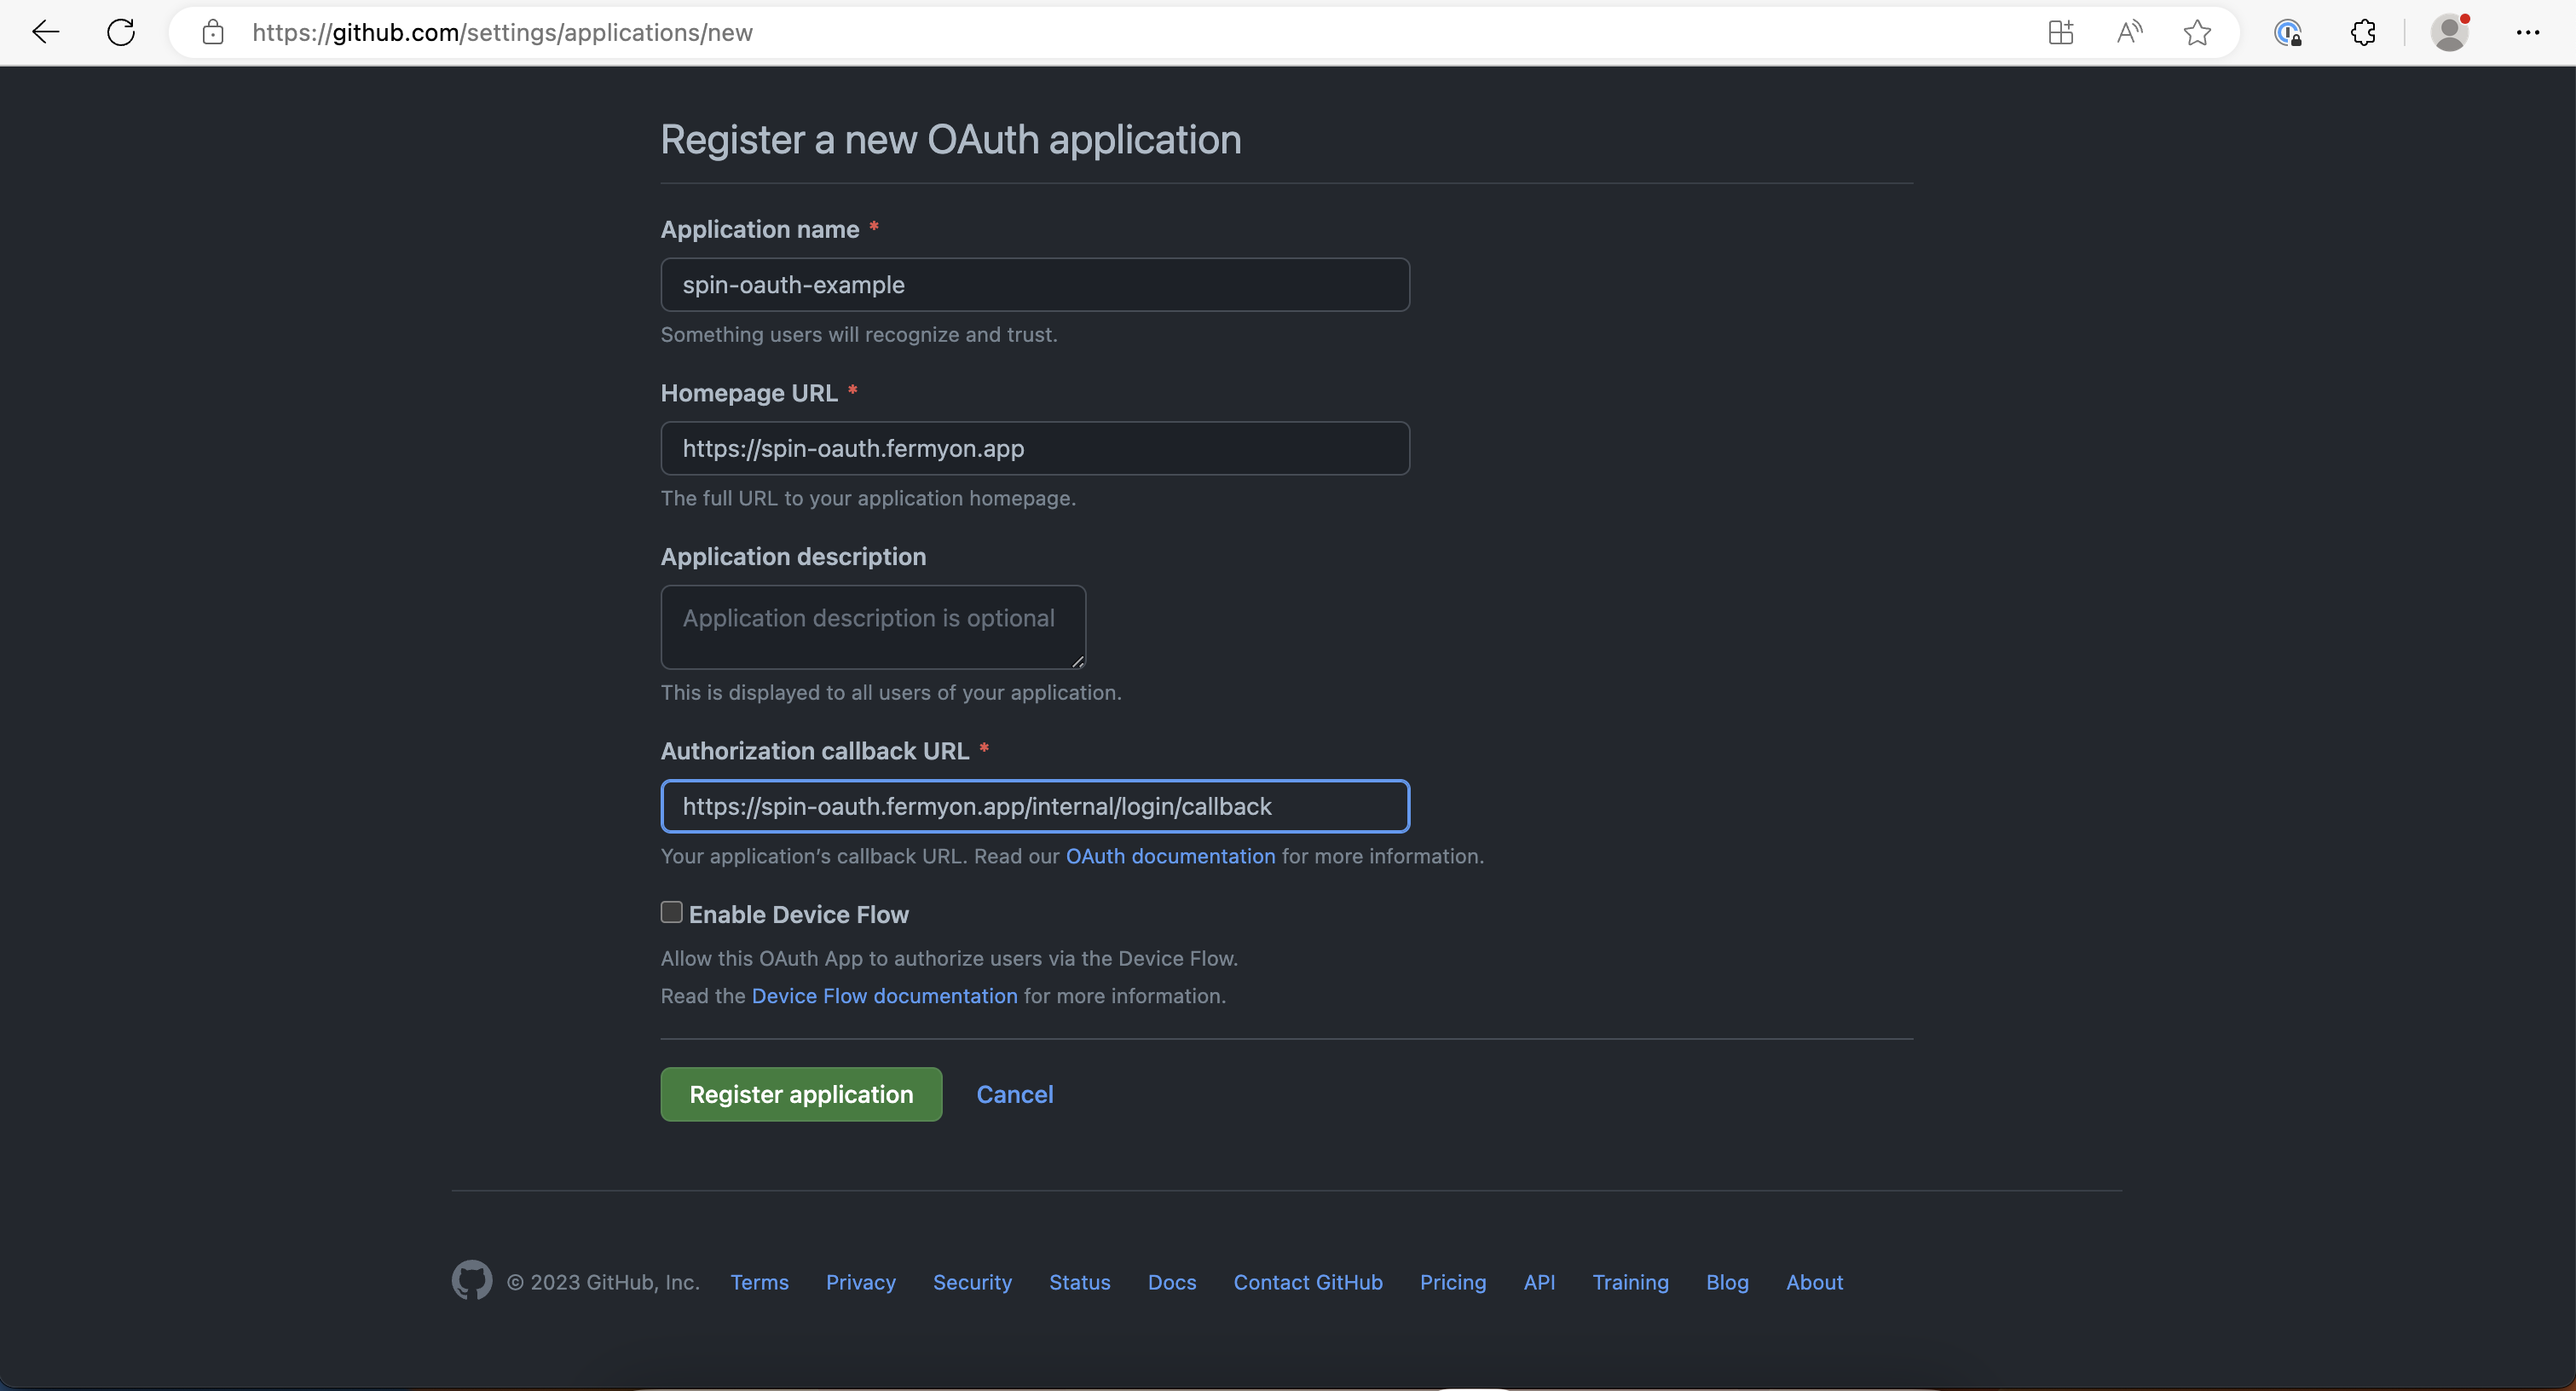 https://github.com/settings/applications/new
Register a new OAuth application
Application name *
spin-oauth-example
Something users will recognize and trust.
Homepage URL *
https://spin-oauth.fermyon.app
The full URL to your application homepage.
Application description
Application description is optional
This is displayed to all users of your application.
Authorization callback URL *
https://spin-oauth.fermyon.app/internal/login/callback
Your application’s callback URL. Read our OAuth documentation for more information.
Enable Device Flow
Allow this OAuth App to authorize users via the Device Flow.
Read the Device Flow documentation for more information.
Register application Cancel
© 2023 GitHub, Inc. Terms Privacy Security Status Docs Contact GitHub Pricing API Training Blog About